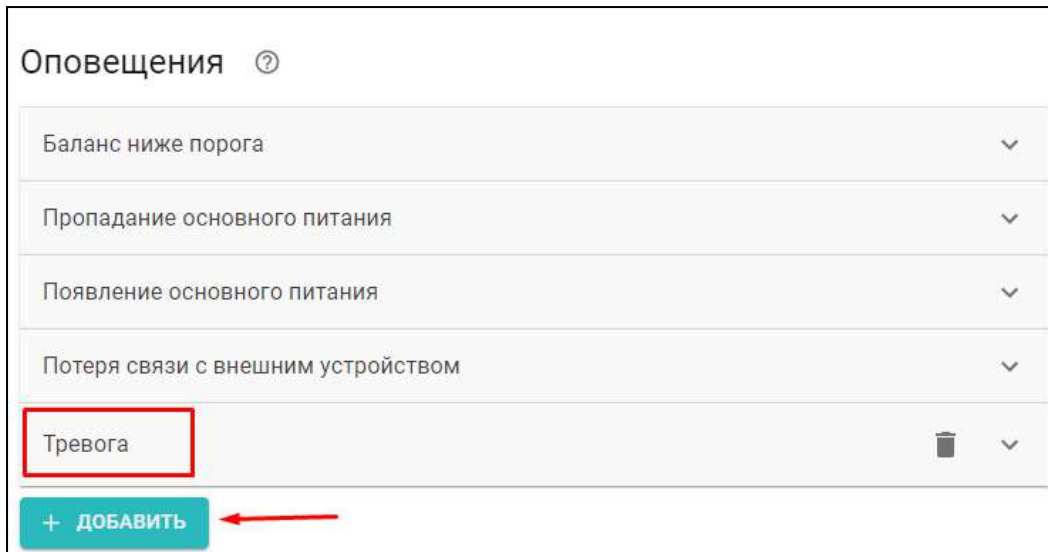 Оповещения ?
Баланс ниже порога
Пропадание основного питания
Появление основного питания
Потеря связи с внешним устройством
Тревога
+ ДОБАВИТЬ